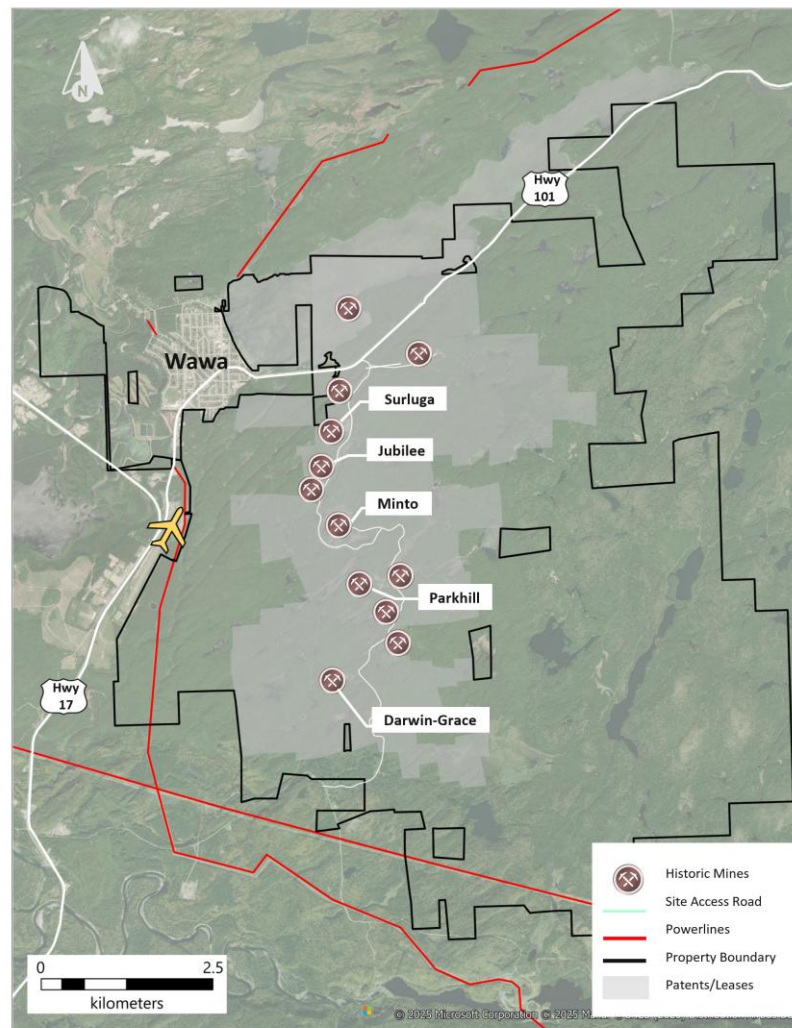 N
Hwy
101
Wawa
Surluga
Jubilee
Minto
Parkhill
Hwy
17
Darwin-Grace
Historic Mines
Site Access Road
Powerlines
Property Boundary
Patents/Leases
0 2.5
kilometers
© 2025 Microsoft Corporation © 2025